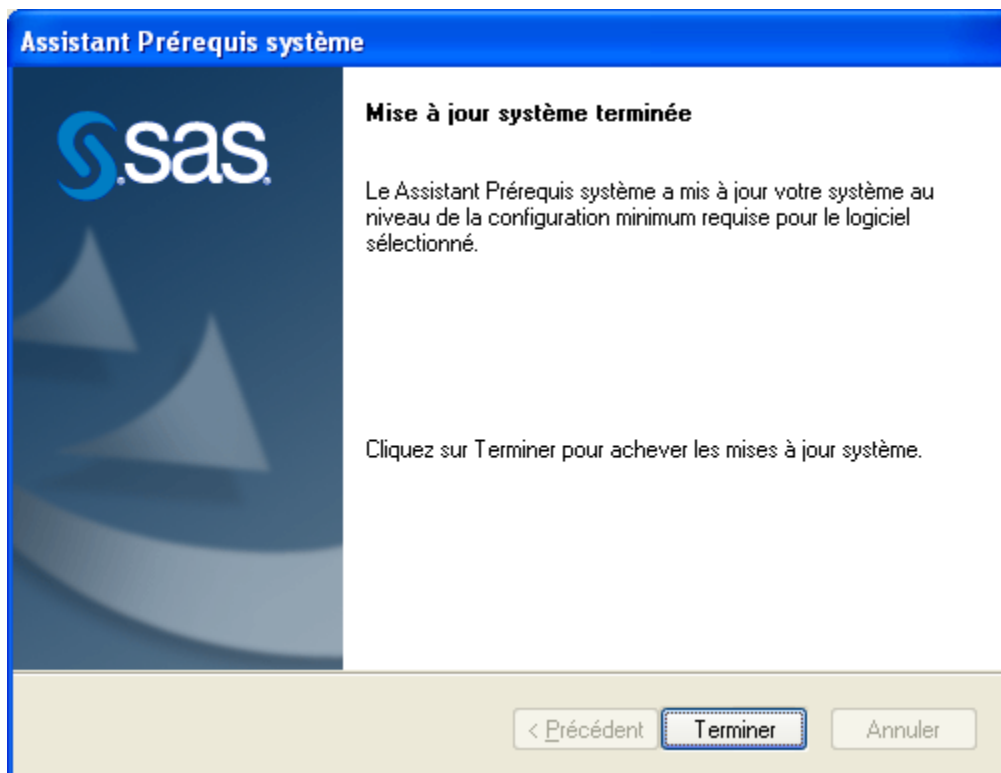 Assistant Prérequis système
sas
Mise à jour système terminée
Le Assistant Prérequis système a mis à jour votre système au
niveau de la configuration minimum requise pour le logiciel
sélectionné.
Cliquez sur Terminer pour achever les mises à jour système.
< Précédent
Terminer
Annuler